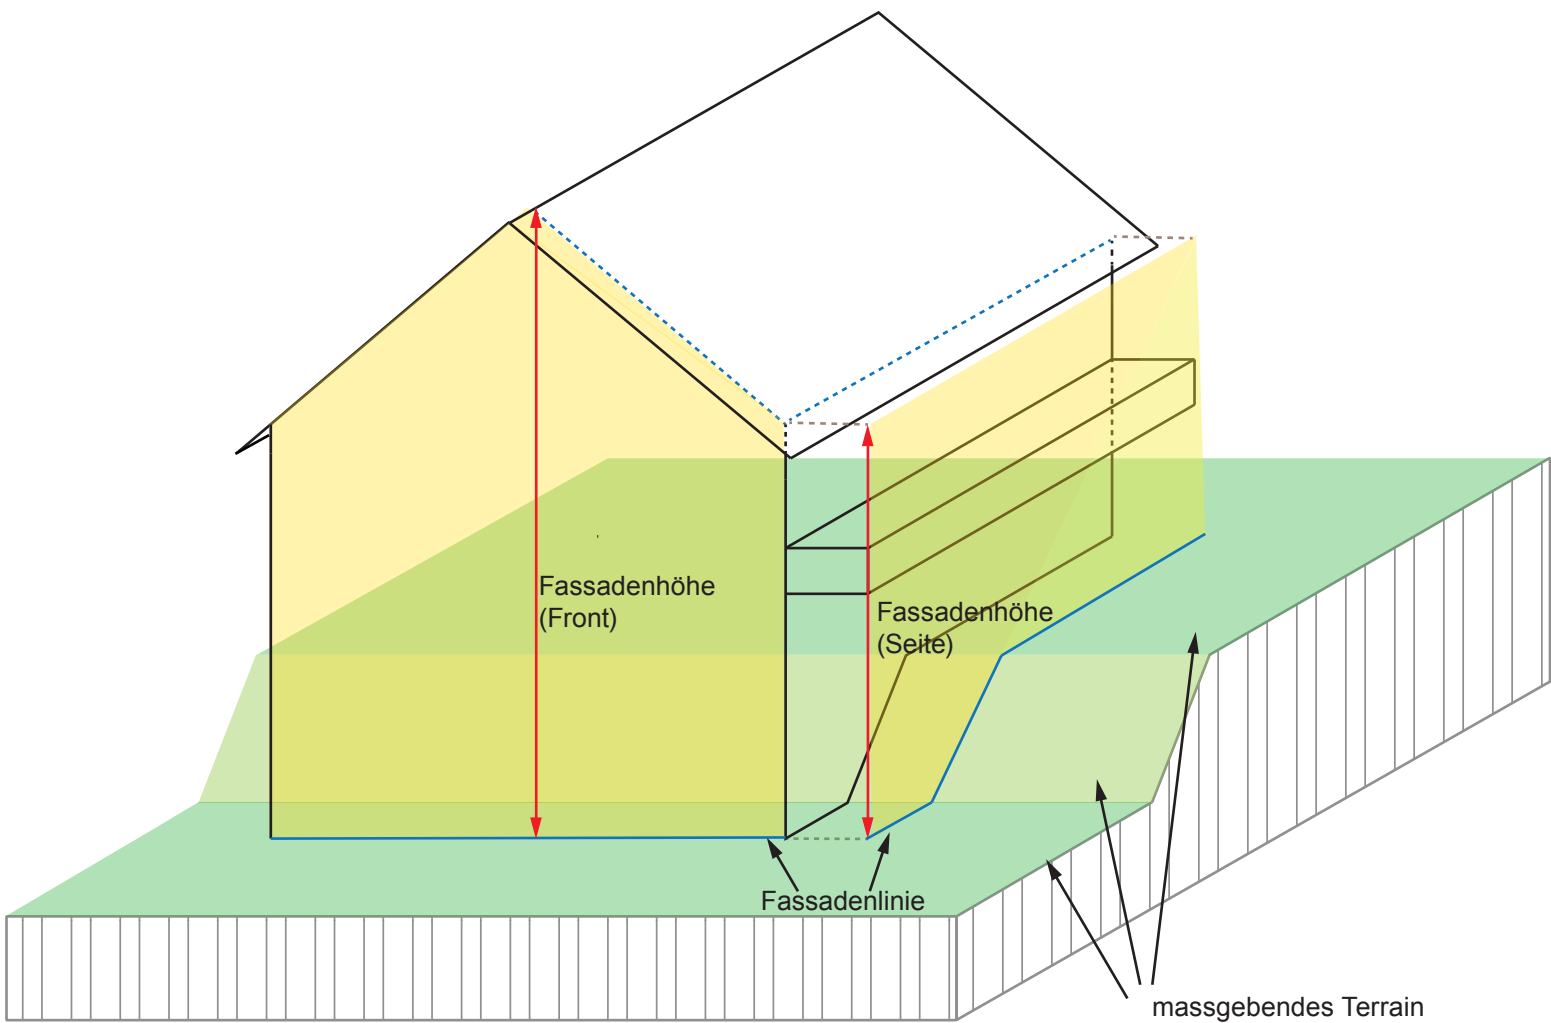 Fassadenhöhe
(Front)
Fassadenhöhe
(Seite)
Fassadenlinie
massgebendes Terrain